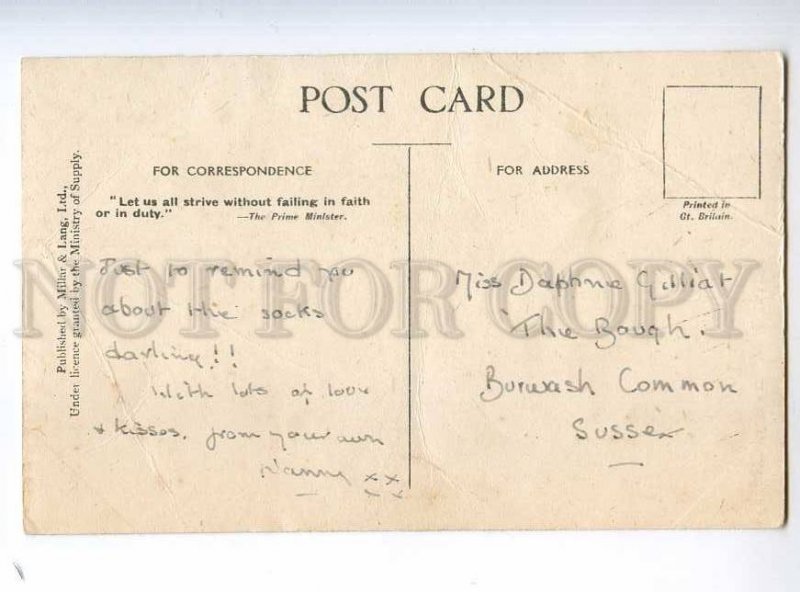 POST CARD
FOR CORRESPONDENCE
FOR ADDRESS
Printed in
Gt. Britain.
"Let us all strive without failing in faith
or in duty."
—The Prime Minister.
Published by Millar & Lang, Ltd.,
Under licence granted by the Ministry of Supply.
Just to remind you
about the socks
darling!!
With lots of love
& kisses, from your own
Nanny xx
xx
Miss Daphne Gilliat
The Bough.
Burwash Common
Sussex
NOT FOR COPY